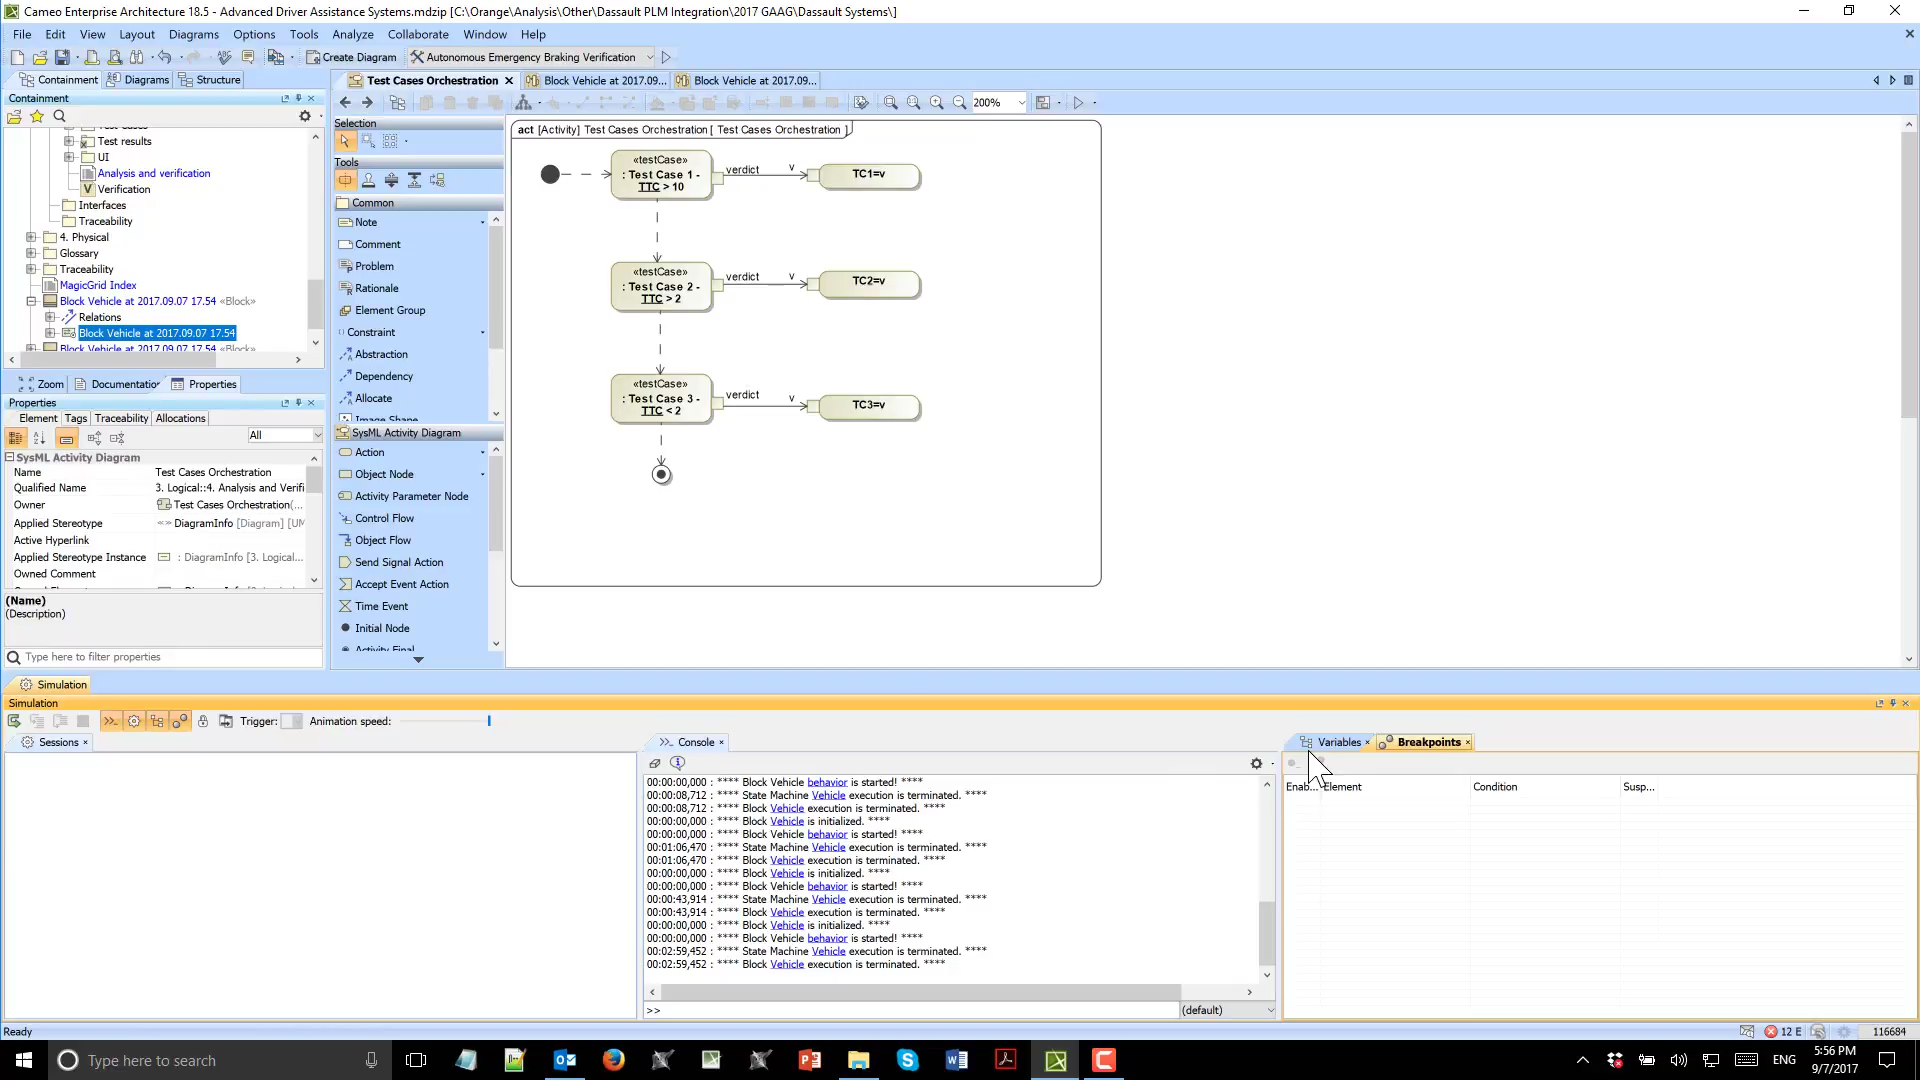 Cameo Enterprise Architecture 18.5 - Advanced Driver Assistance Systems.mdzip [C:\Orange\Analysis\Other\Dassault PLM Integration\2017 GAAG\Dassault Systems\]
File Edit View Layout Diagrams Options Tools Analyze Collaborate Window Help
Create Diagram Autonomous Emergency Braking Verification
Containment Diagrams Structure
Containment
Test results
UI
Analysis and verification
Verification
Interfaces
Traceability
4. Physical
Glossary
Traceability
MagicGrid Index
Block Vehicle at 2017.09.07 17.54 «Block»
Relations
Block Vehicle at 2017.09.07 17.54
Block Vehicle at 2017.09.07 17.54 «Block»
Zoom Documentation Properties
Properties
Element Tags Traceability Allocations
All
SysML Activity Diagram
Name Test Cases Orchestration
Qualified Name 3. Logical::4. Analysis and Verifi
Owner Test Cases Orchestration(...
Applied Stereotype «» DiagramInfo [Diagram] [UM
Active Hyperlink
Applied Stereotype Instance : DiagramInfo [3. Logical...
Owned Comment
(Name)
(Description)
Type here to filter properties
Test Cases Orchestration Block Vehicle at 2017.09... Block Vehicle at 2017.09...
200%
Selection
Tools
Common
Note
Comment
Problem
Rationale
Element Group
Constraint
Abstraction
Dependency
Allocate
Image Shape
SysML Activity Diagram
Action
Object Node
Activity Parameter Node
Control Flow
Object Flow
Send Signal Action
Accept Event Action
Time Event
Initial Node
Activity Final
act [Activity] Test Cases Orchestration [ Test Cases Orchestration ]
«testCase»
: Test Case 1 -
TTC > 10
verdict v
TC1=v
«testCase»
: Test Case 2 -
TTC > 2
verdict v
TC2=v
«testCase»
: Test Case 3 -
TTC < 2
verdict v
TC3=v
Simulation
Simulation
Trigger: Animation speed:
Sessions
Console
00:00:00,000 : **** Block Vehicle behavior is started! ****
00:00:08,712 : **** State Machine Vehicle execution is terminated. ****
00:00:08,712 : **** Block Vehicle execution is terminated. ****
00:00:00,000 : **** Block Vehicle is initialized. ****
00:00:00,000 : **** Block Vehicle behavior is started! ****
00:01:06,470 : **** State Machine Vehicle execution is terminated. ****
00:01:06,470 : **** Block Vehicle execution is terminated. ****
00:00:00,000 : **** Block Vehicle is initialized. ****
00:00:00,000 : **** Block Vehicle behavior is started! ****
00:00:43,914 : **** State Machine Vehicle execution is terminated. ****
00:00:43,914 : **** Block Vehicle execution is terminated. ****
00:00:00,000 : **** Block Vehicle is initialized. ****
00:00:00,000 : **** Block Vehicle behavior is started! ****
00:02:59,452 : **** State Machine Vehicle execution is terminated. ****
00:02:59,452 : **** Block Vehicle execution is terminated. ****
>> (default)
Variables Breakpoints
Enab... Element Condition Susp...
Ready
12 E
116684
Type here to search
ENG
5:56 PM
9/7/2017